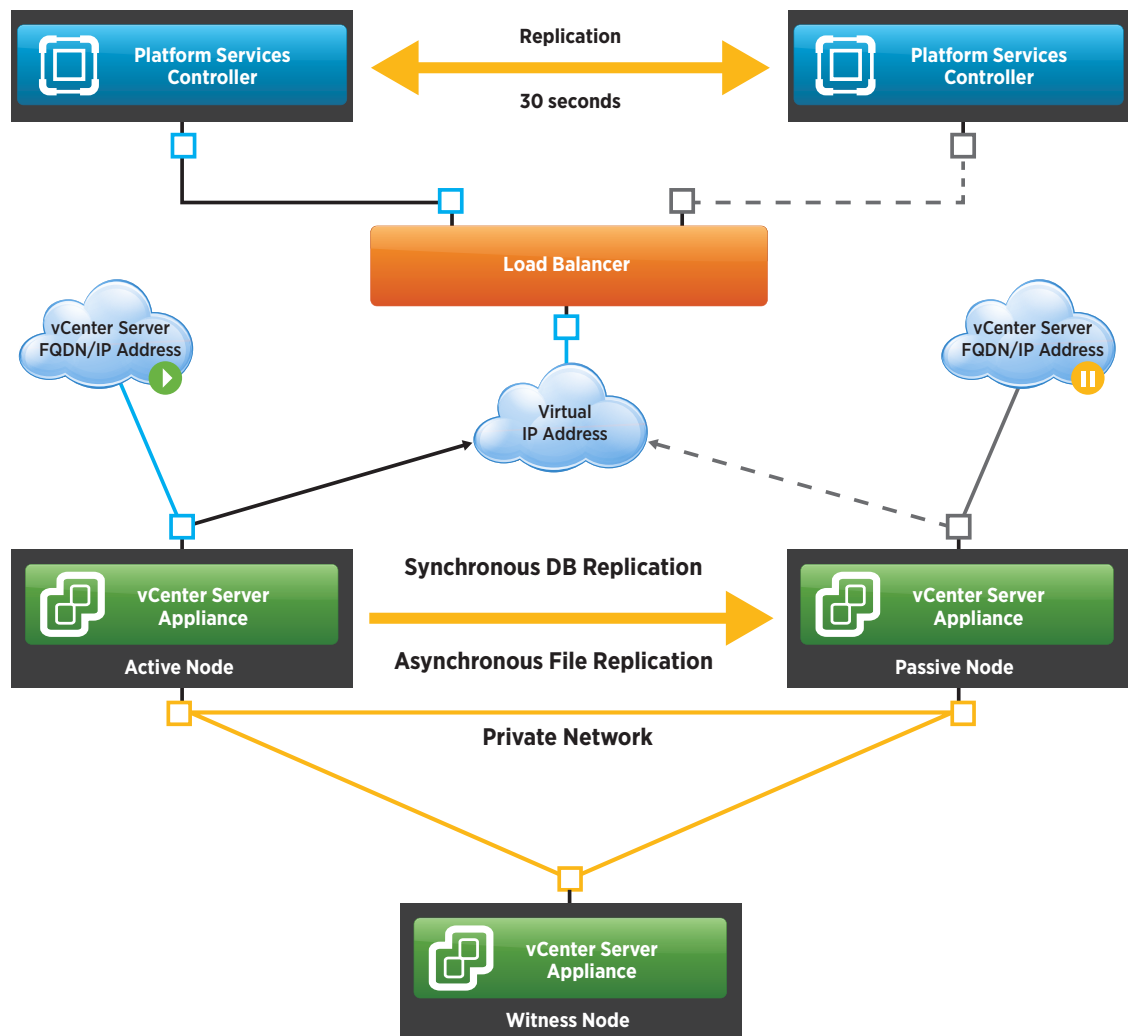 Platform Services
Controller
Replication
30 seconds
Platform Services
Controller
Load Balancer
vCenter Server
FQDN/IP Address
Virtual
IP Address
vCenter Server
FQDN/IP Address
vCenter Server
Appliance
Active Node
Synchronous DB Replication
Asynchronous File Replication
vCenter Server
Appliance
Passive Node
Private Network
vCenter Server
Appliance
Witness Node